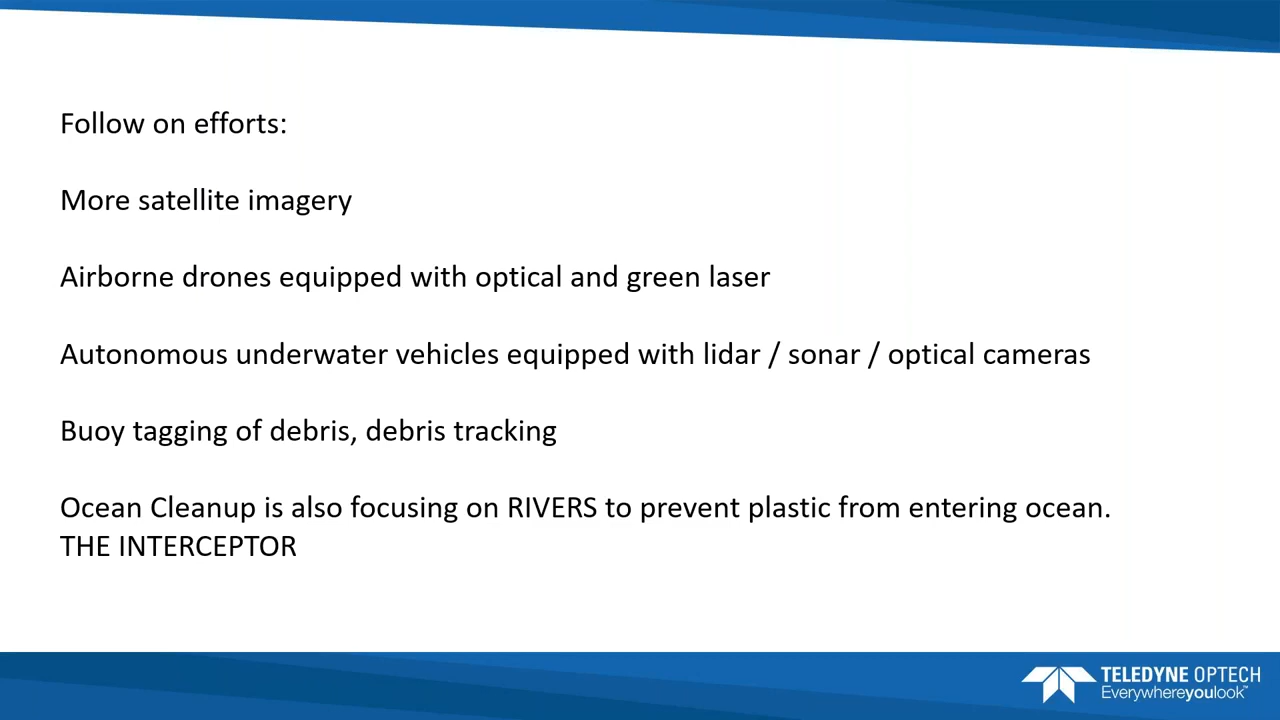 Follow on efforts:
More satellite imagery
Airborne drones equipped with optical and green laser
Autonomous underwater vehicles equipped with lidar / sonar / optical cameras
Buoy tagging of debris, debris tracking
Ocean Cleanup is also focusing on RIVERS to prevent plastic from entering ocean.
THE INTERCEPTOR
TELEDYNE OPTECH
Everywhereyoulook™